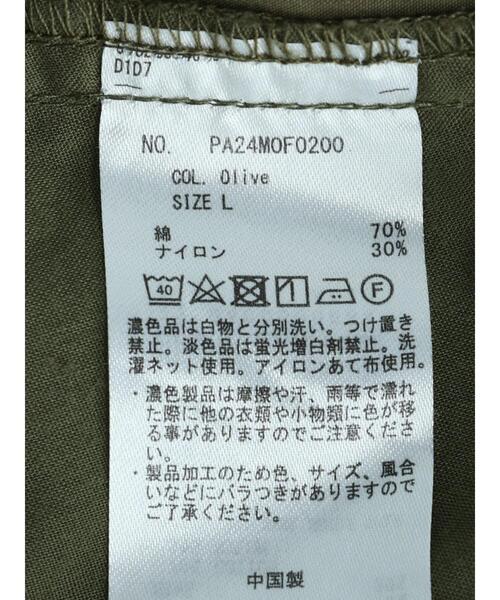 D1D7
NO. PA24M0F0200
COL. Olive
SIZE L
綿 70%
ナイロン 30%
40
F
濃色品は白物と分別洗い。つけ置き
禁止。淡色品は蛍光増白剤禁止。洗
濯ネット使用。アイロンあて布使用。
・濃色製品は摩擦や汗、雨等で濡れ
た際に他の衣類や小物類に色が移
る事がありますのでご注意くださ
い。
・製品加工のため色、サイズ、風合
いなどにバラつきがありますので
ご了承ください。
中国製